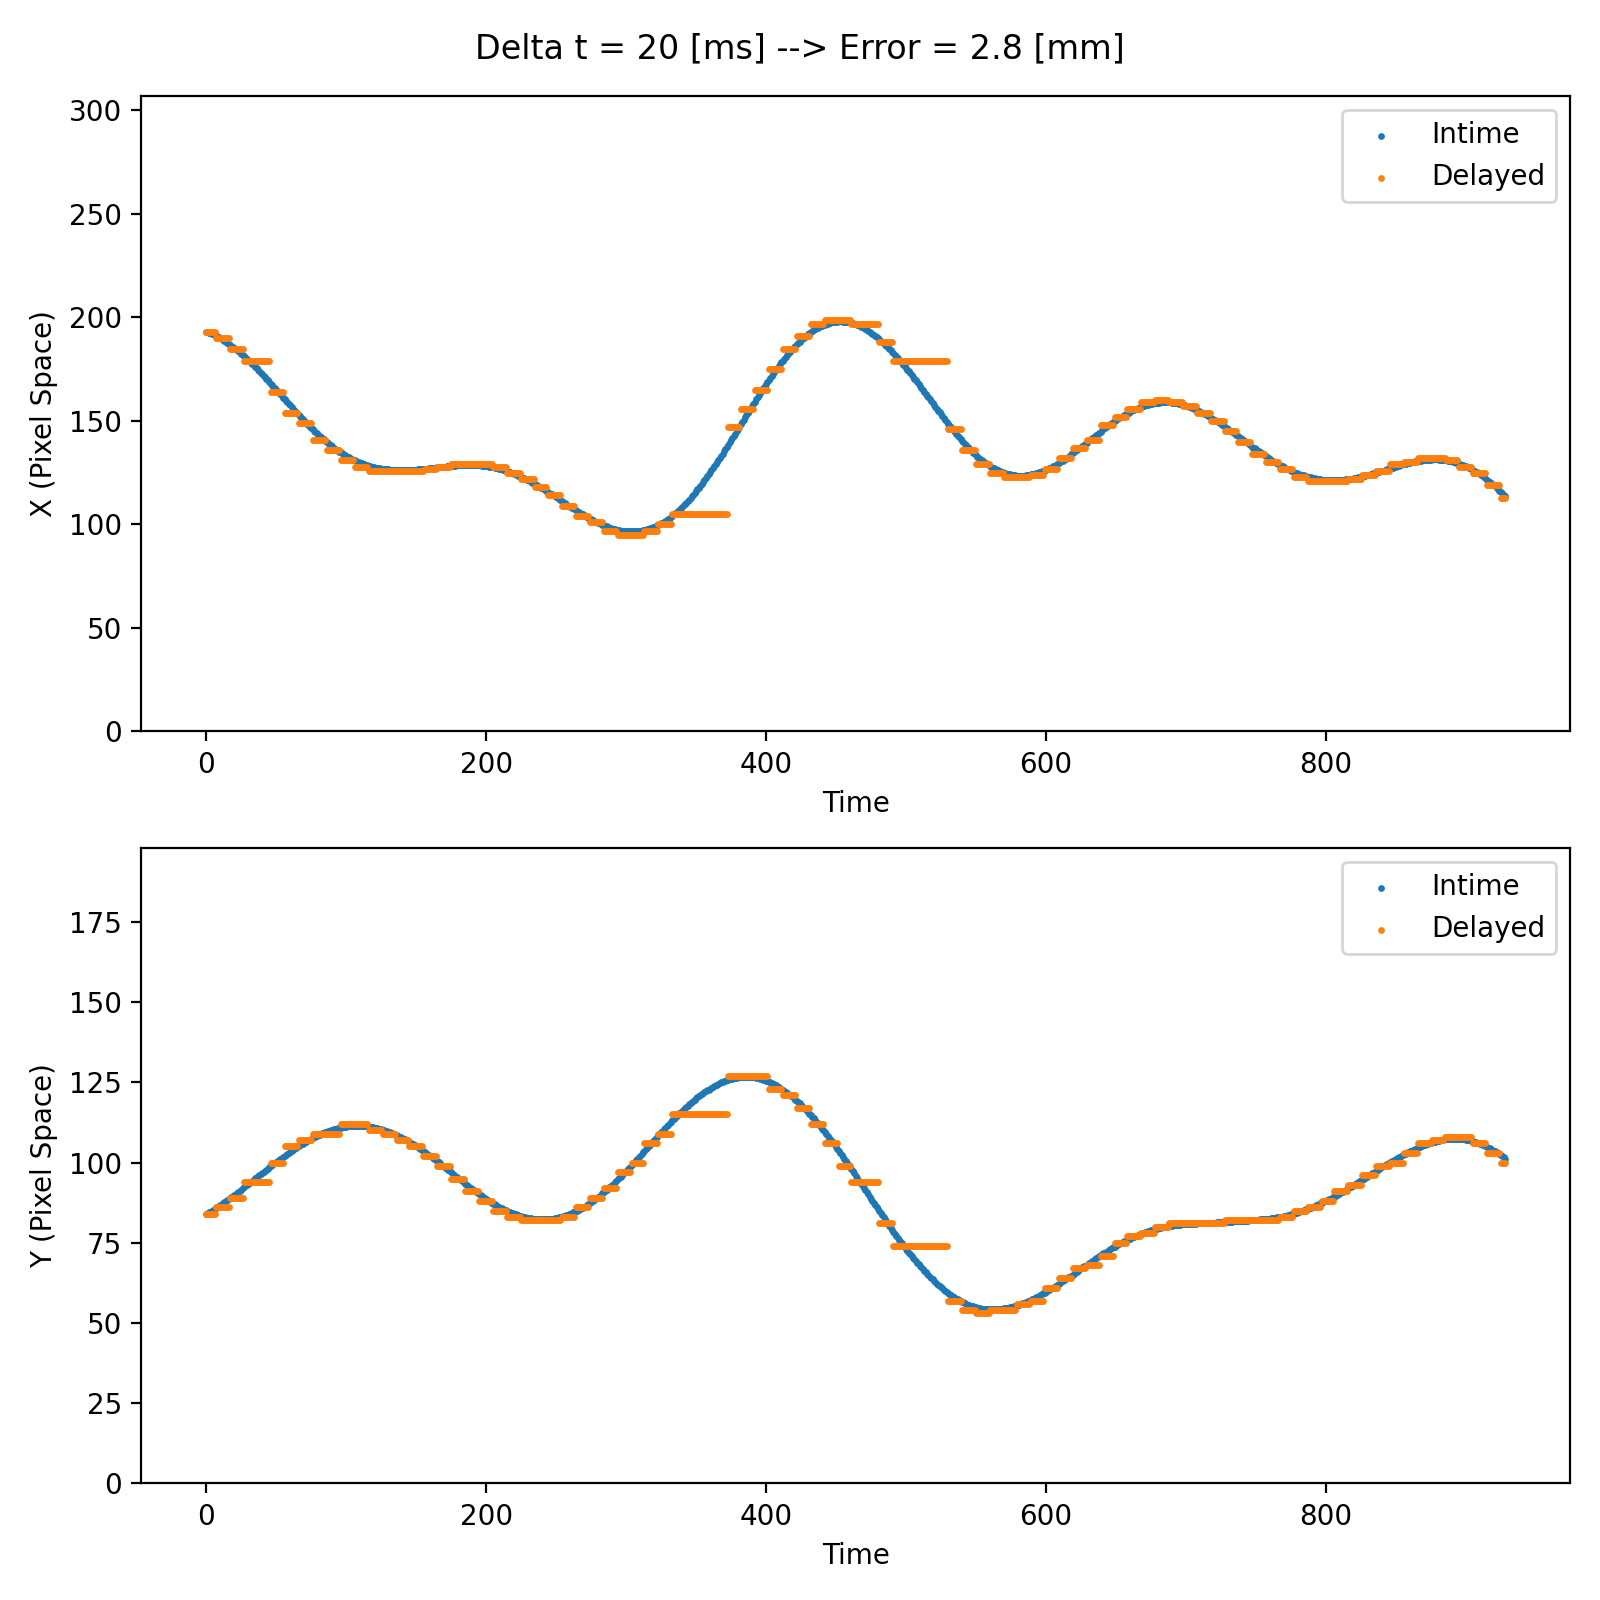 Delta t = 20 [ms] --> Error = 2.8 [mm]
300
250
200
150
100
50
0
X (Pixel Space)
Intime
Delayed
0 200 400 600 800
Time
175
150
125
100
75
50
25
0
Y (Pixel Space)
Intime
Delayed
0 200 400 600 800
Time